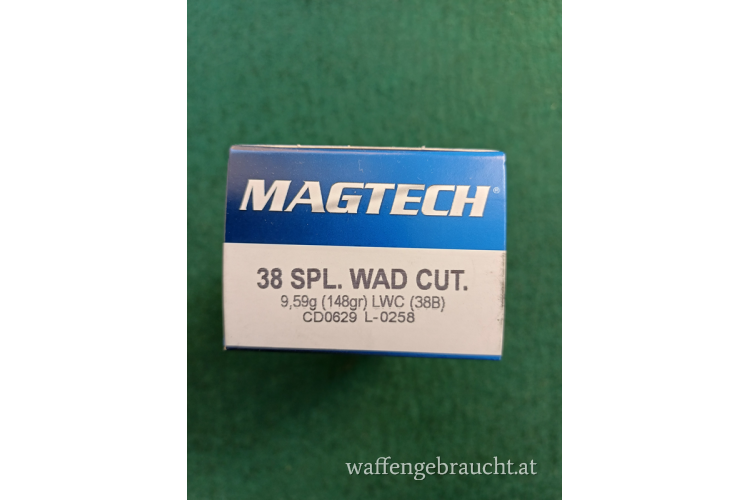 MAGTECH®
38 SPL. WAD CUT.
9,59g (148gr) LWC (38B)
CD0629 L-0258
waffengebraucht.at